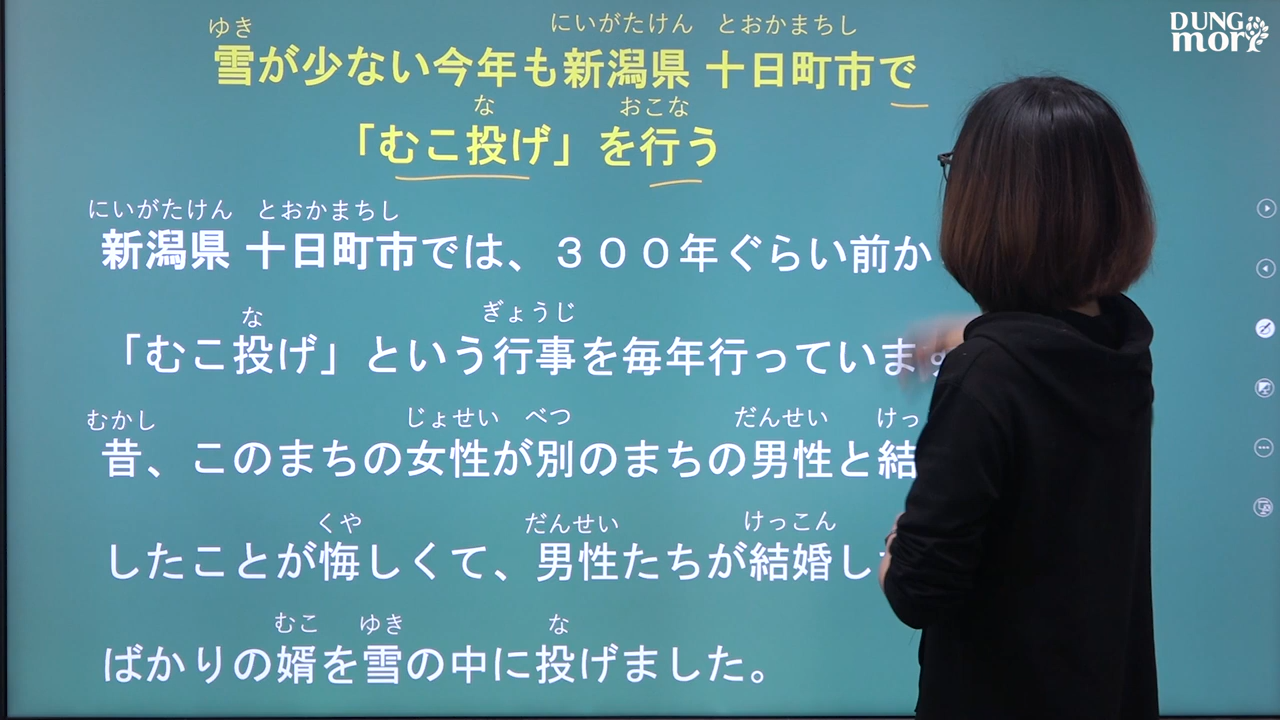 DUNG
mori
ゆき にいがたけん とおかまちし
雪が少ない今年も新潟県 十日町市で
な おこな
「むこ投げ」を行う
にいがたけん とおかまちし
新潟県 十日町市では、３００年ぐらい前か
な ぎょうじ
「むこ投げ」という行事を毎年行っていま
むかし じょせい べつ だんせい けっ
昔、このまちの女性が別のまちの男性と結
くや だんせい けっこん
したことが悔しくて、男性たちが結婚し
むこ ゆき な
ばかりの婿を雪の中に投げました。